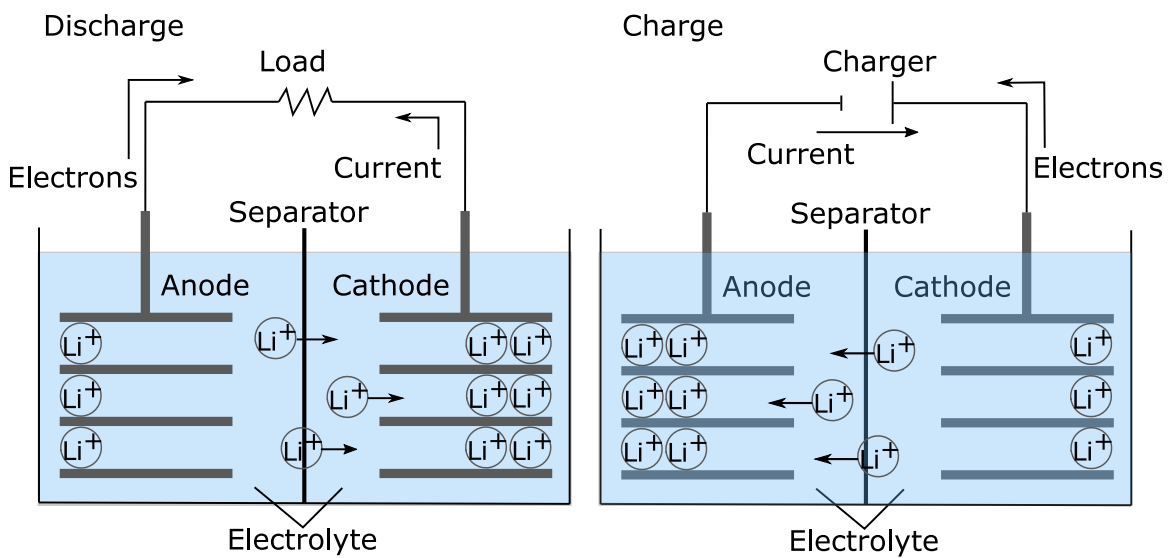 Discharge
Load
Electrons
Current
Separator
Anode
Cathode
Li+
Li+
Li+ Li+
Li+
Li+
Li+ Li+
Li+
Li+
Li+ Li+
Electrolyte
Charge
Charger
Current
Electrons
Separator
Anode
Cathode
Li+ Li+
Li+
Li+
Li+ Li+
Li+
Li+
Li+ Li+
Li+
Li+
Electrolyte